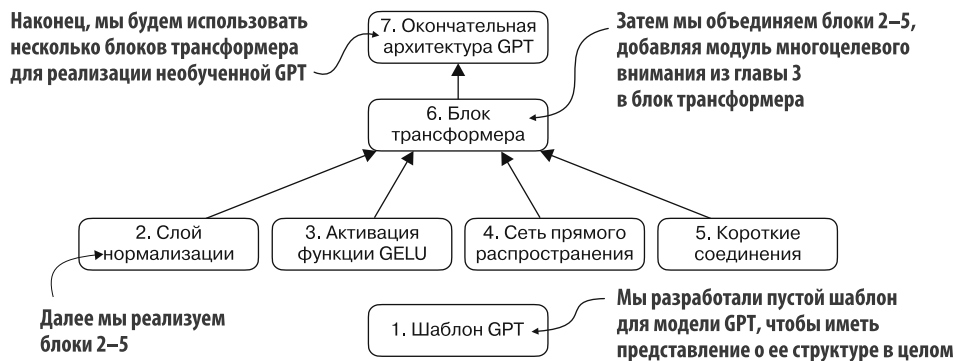 Наконец, мы будем использовать
несколько блоков трансформера
для реализации необученной GPT
7. Окончательная
архитектура GPT
Затем мы объединяем блоки 2–5,
добавляя модуль многоцелевого
внимания из главы 3
в блок трансформера
6. Блок
трансформера
2. Слой
нормализации
3. Активация
функции GELU
4. Сеть прямого
распространения
5. Короткие
соединения
Далее мы реализуем
блоки 2–5
1. Шаблон GPT
Мы разработали пустой шаблон
для модели GPT, чтобы иметь
представление о ее структуре в целом